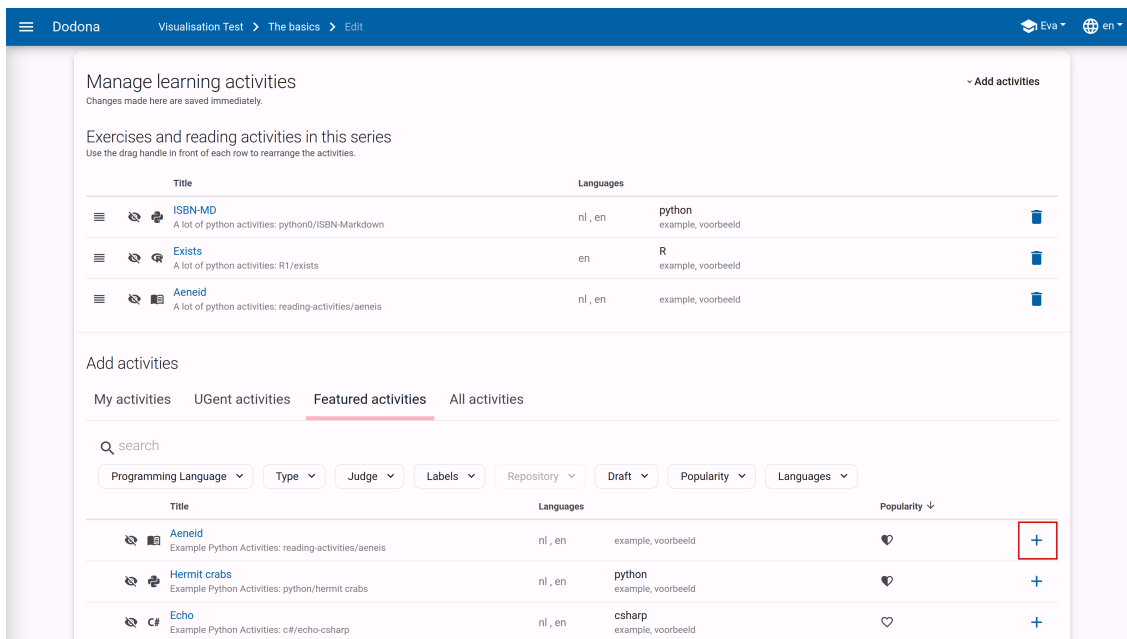 Dodona Visualisation Test The basics Edit Eva en
Manage learning activities
Add activities
Changes made here are saved immediately.
Exercises and reading activities in this series
Use the drag handle in front of each row to rearrange the activities.
Title Languages
ISBN-MD nl , en python
A lot of python activities: python0/ISBN-Markdown example, voorbeeld
Exists en R
A lot of python activities: R1/exists example, voorbeeld
Aeneid nl , en example, voorbeeld
A lot of python activities: reading-activities/aeneis
Add activities
My activities UGent activities Featured activities All activities
search
Programming Language Type Judge Labels Repository Draft Popularity Languages
Title Languages Popularity
Aeneid nl , en example, voorbeeld
Example Python Activities: reading-activities/aeneis
Hermit crabs nl , en python
Example Python Activities: python/hermit crabs example, voorbeeld
C# Echo nl , en csharp
Example Python Activities: c#/echo-csharp example, voorbeeld